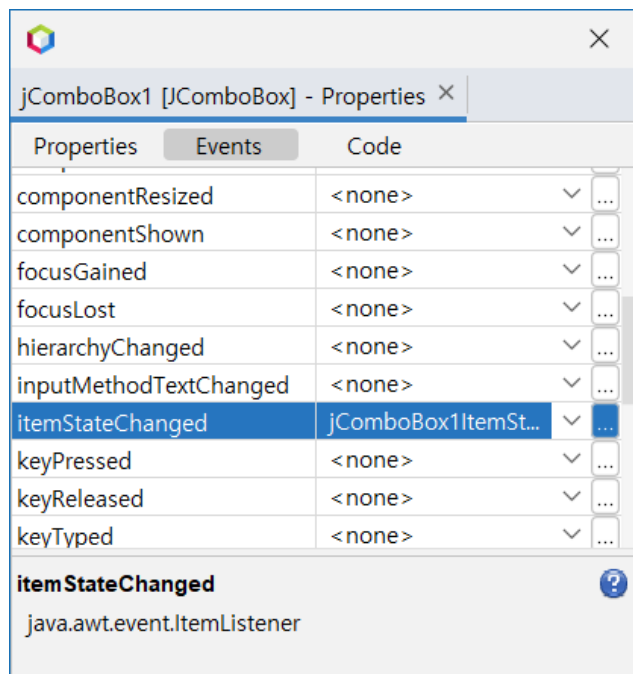 jComboBox1 [JComboBox] - Properties
Properties Events Code
componentResized <none> ...
componentShown <none> ...
focusGained <none> ...
focusLost <none> ...
hierarchyChanged <none> ...
inputMethodTextChanged <none> ...
itemStateChanged jComboBox1ItemSt... ...
keyPressed <none> ...
keyReleased <none> ...
keyTyped <none> ...
itemStateChanged
java.awt.event.ItemListener